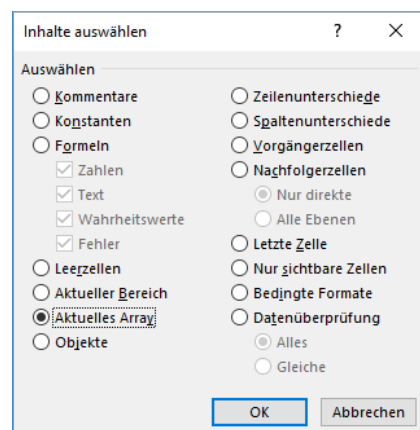 Inhalte auswählen
?
Auswählen
Kommentare
Konstanten
Formeln
Zahlen
Text
Wahrheitswerte
Fehler
Leerzellen
Aktueller Bereich
Aktuelles Array
Objekte
Zeilenunterschiede
Spaltenunterschiede
Vorgängerzellen
Nachfolgerzellen
Nur direkte
Alle Ebenen
Letzte Zelle
Nur sichtbare Zellen
Bedingte Formate
Datenüberprüfung
Alles
Gleiche
OK
Abbrechen